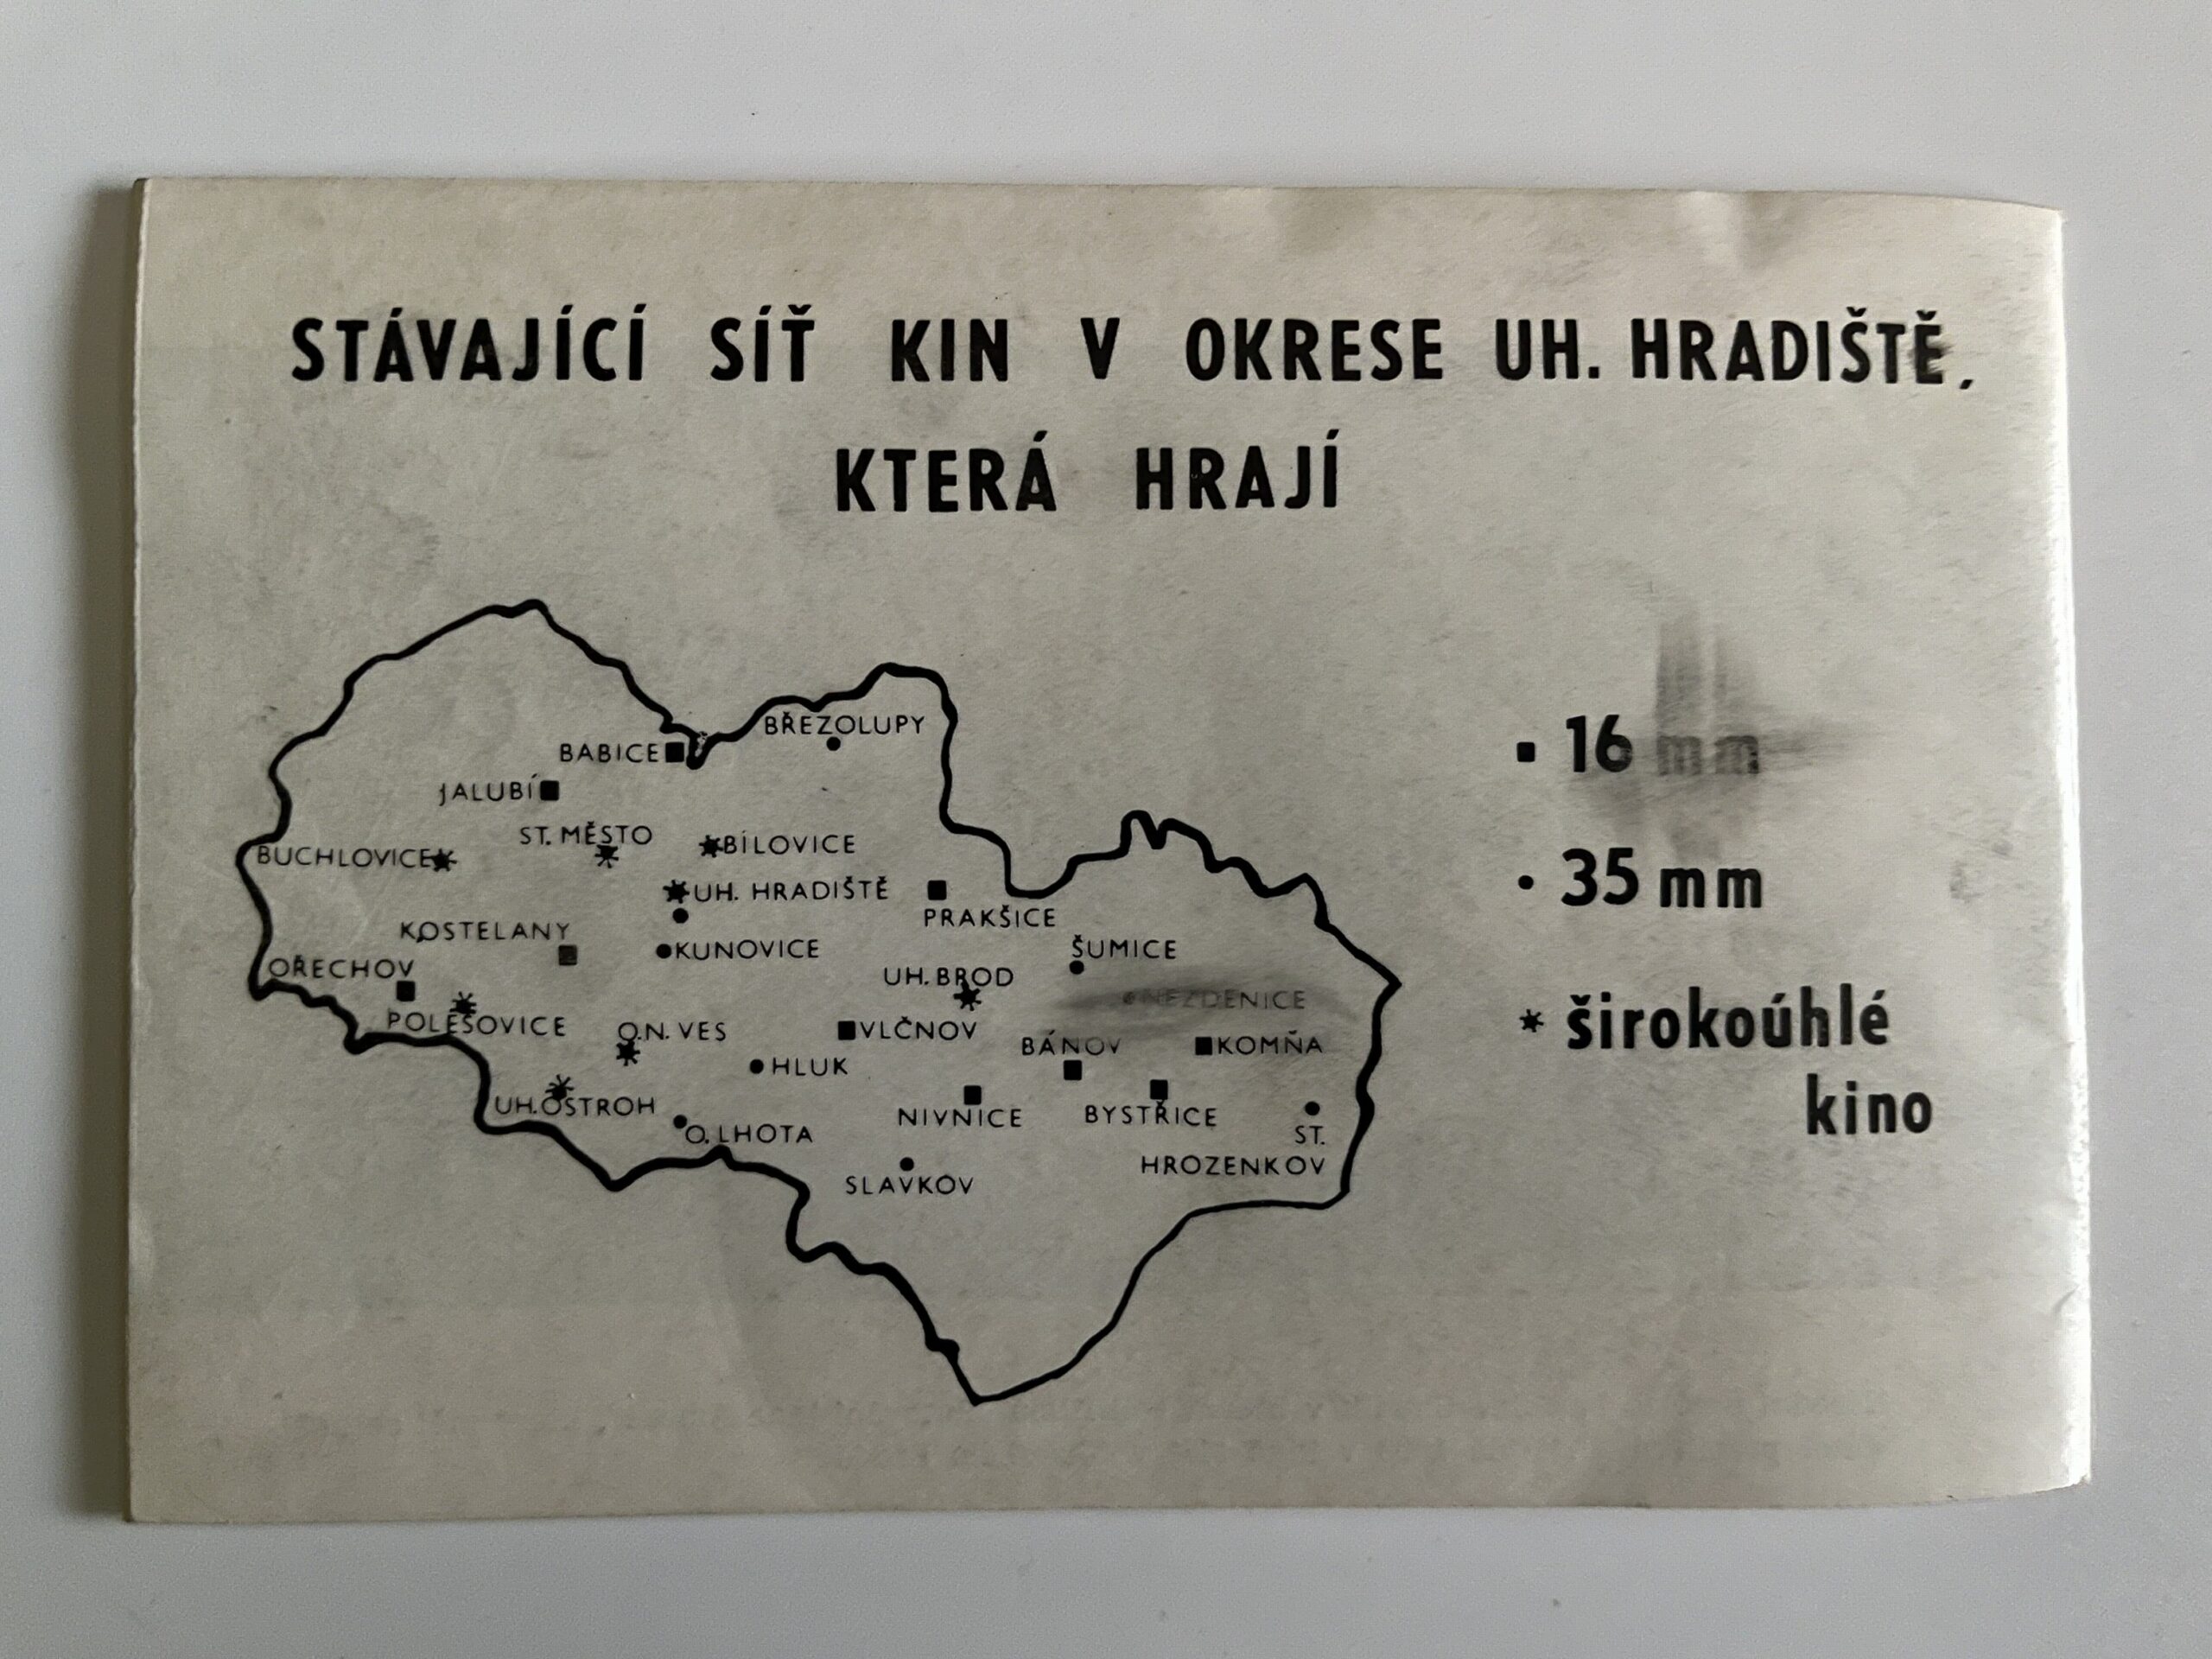 STÁVAJÍCÍ SÍŤ KIN V OKRESE UH. HRADIŠTĚ,
KTERÁ HRAJÍ
BŘEZOLUPY
BABICE
JALUBÍ
ST. MĚSTO
BÍLOVICE
BUCHLOVICE
UH. HRADIŠTĚ
PRAKŠICE
KOSTELANY
KUNOVICE
ŠUMICE
OŘECHOV
UH. BROD
NEZDENICE
POLEŠOVICE
O.N. VES
VLČNOV
BÁNOV
KOMŇA
HLUK
UH. OSTROH
NIVNICE
BYSTŘICE
O. LHOTA
ST.
HROZENKOV
SLAVKOV
16 mm
35 mm
* širokoúhlé
kino